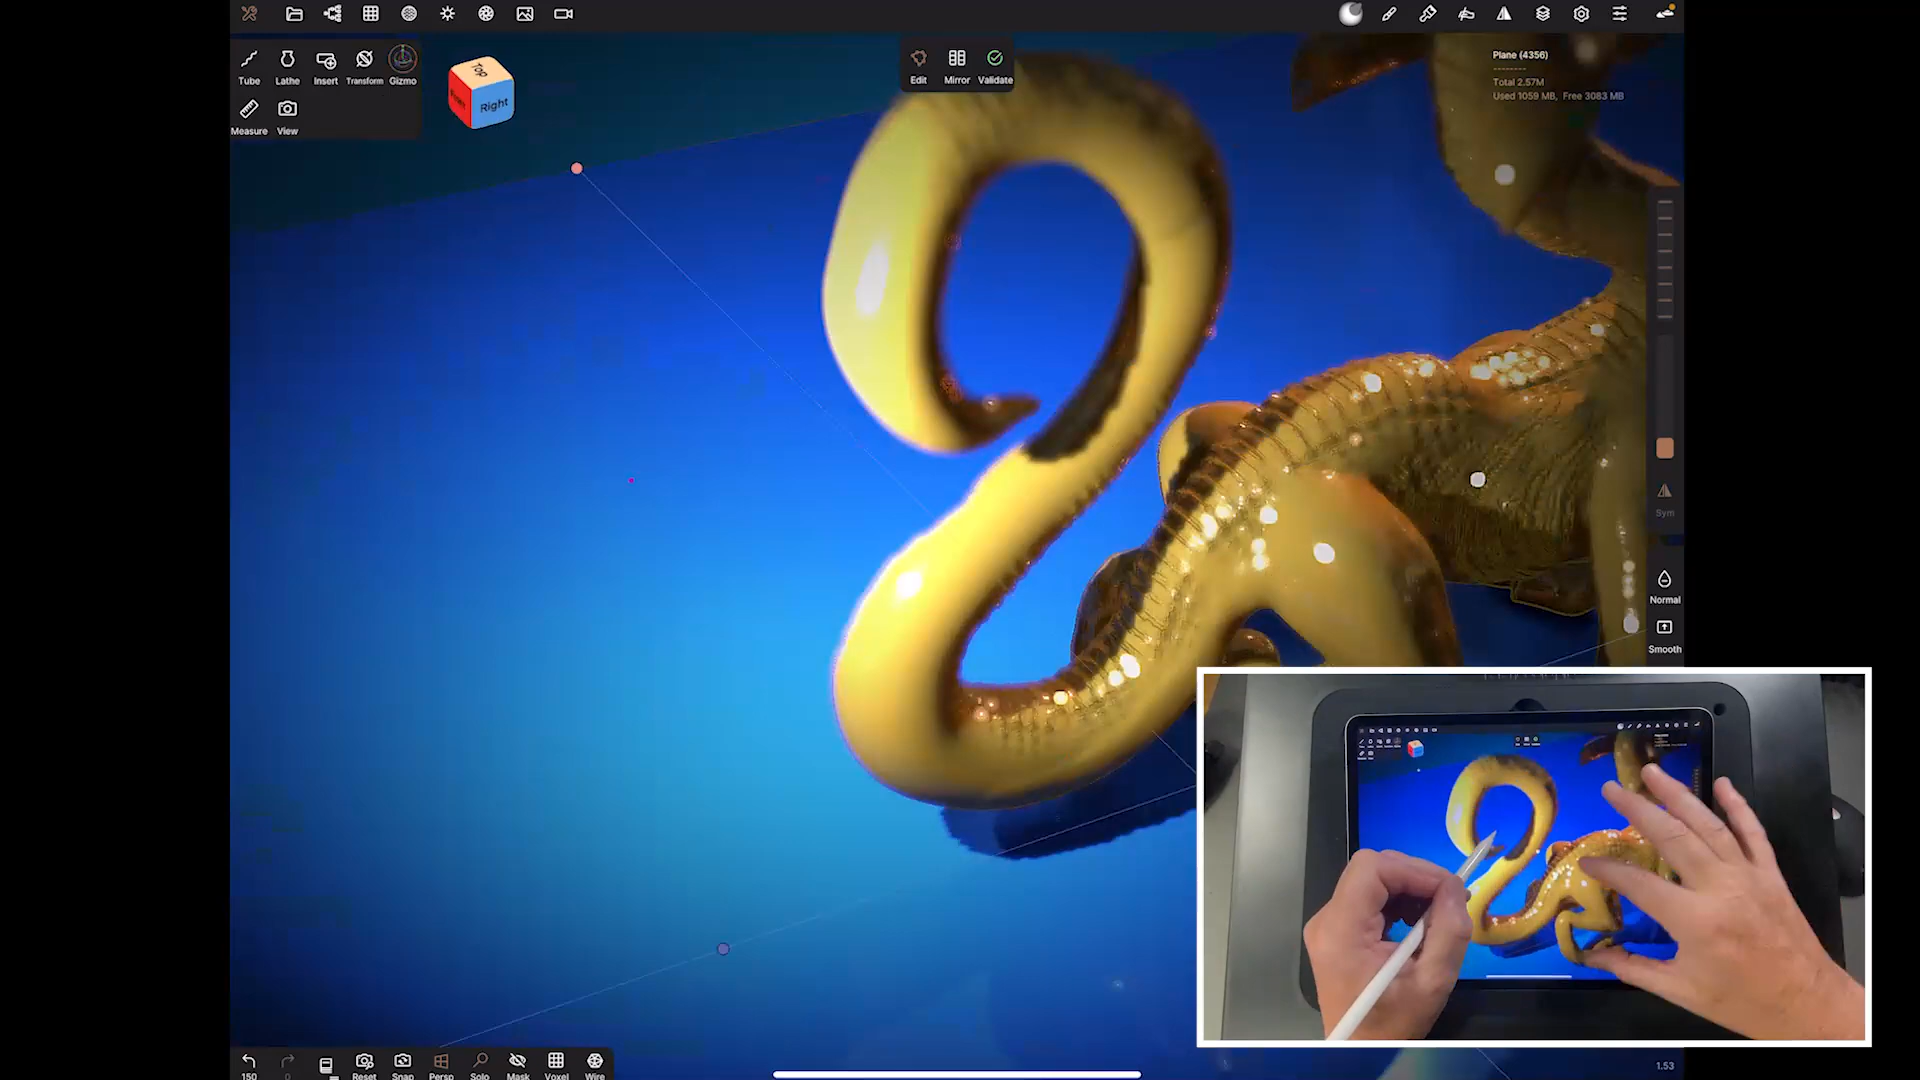 Tube
Lathe
Insert
Transform
Gizmo
Measure
View
Top
Right
Edit
Mirror
Validate
Plane (4356)
--------
Total 2.57M
Used 1059 MB, Free 3083 MB
Sym
Normal
Smooth
150
0
Reset
Snap
Persp
Solo
Mask
Voxel
Wire
1.53